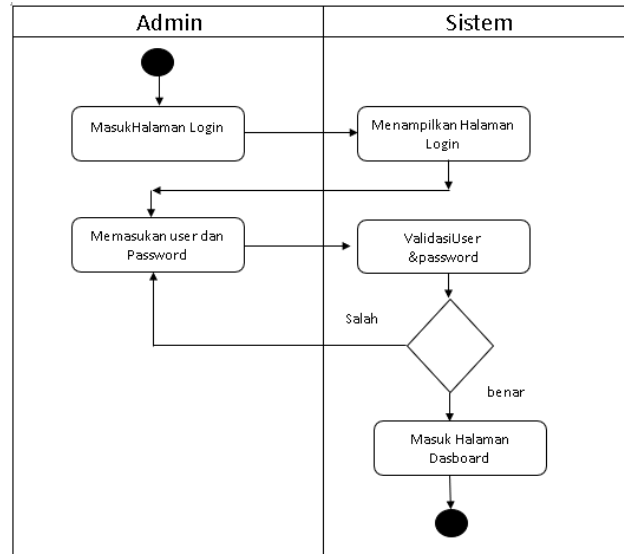 Admin
Sistem
MasukHalaman Login
Menampilkan Halaman
Login
Memasukan user dan
Password
ValidasiUser
&password
Salah
benar
Masuk Halaman
Dasboard